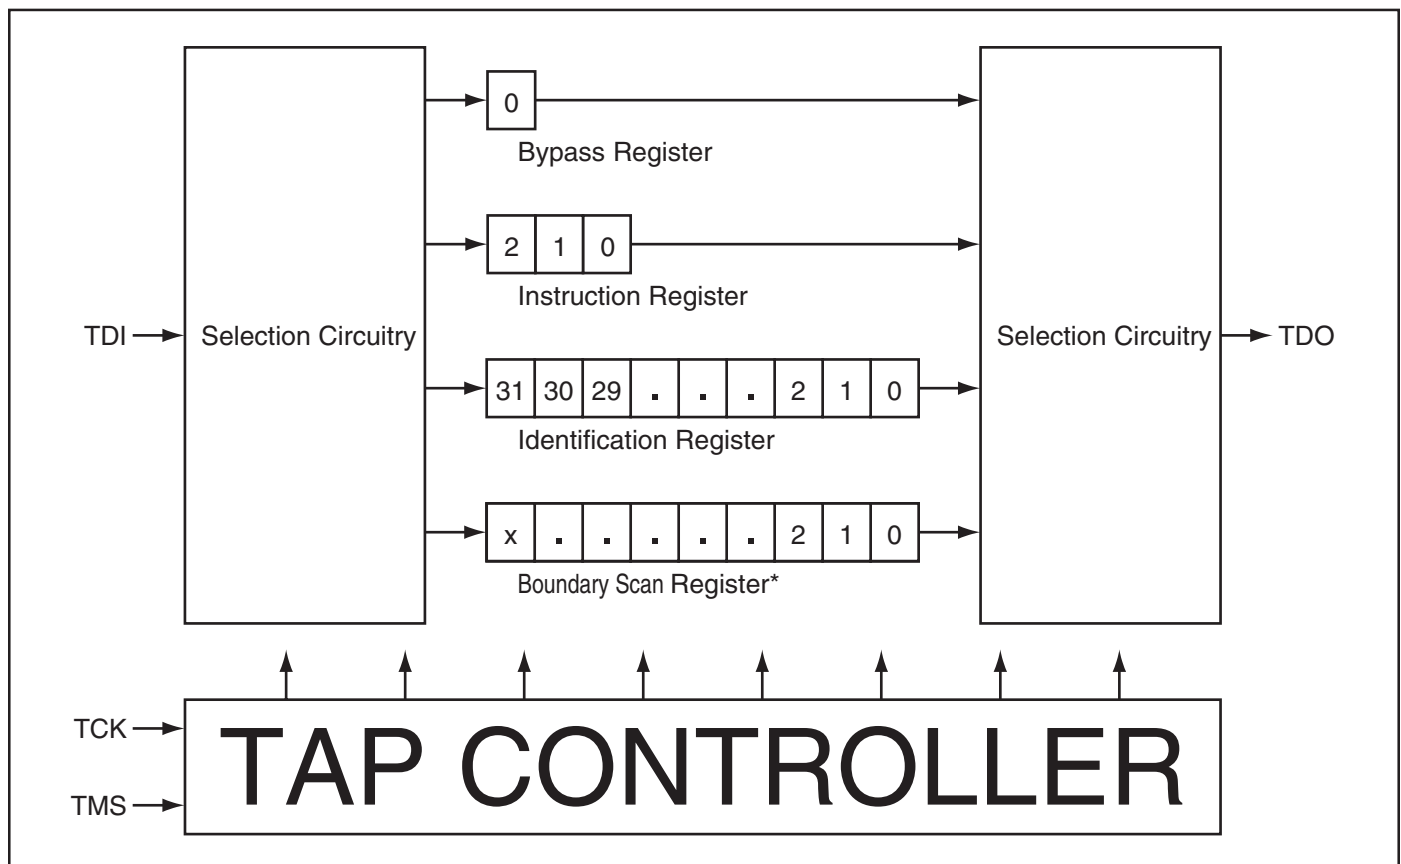 0
Bypass Register
2 1 0
Instruction Register
TDI Selection Circuitry Selection Circuitry TDO
31 30 29 . . . 2 1 0
Identification Register
x . . . . . 2 1 0
Boundary Scan Register*
TCK
TAP CONTROLLER
TMS